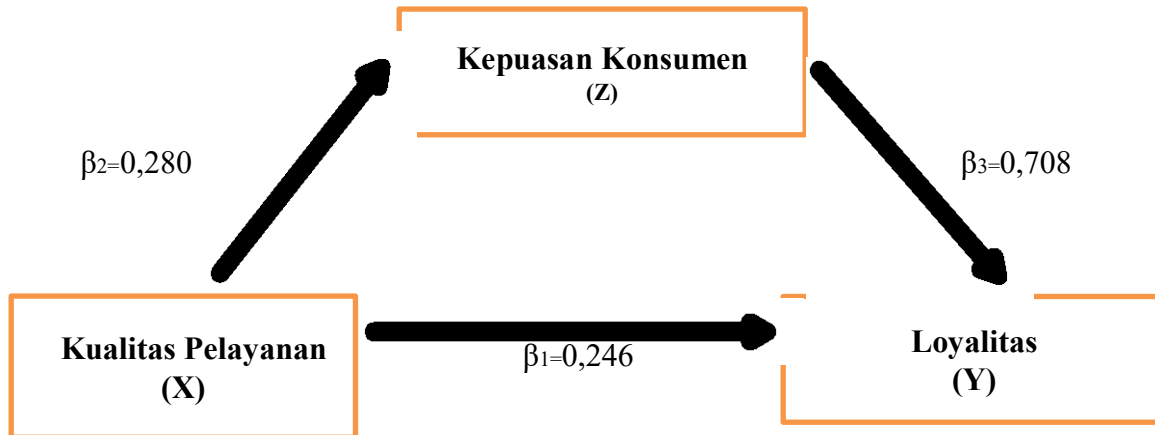 Kepuasan Konsumen
(Z)
β2=0,280
β3=0,708
Kualitas Pelayanan
(X)
β1=0,246
Loyalitas
(Y)